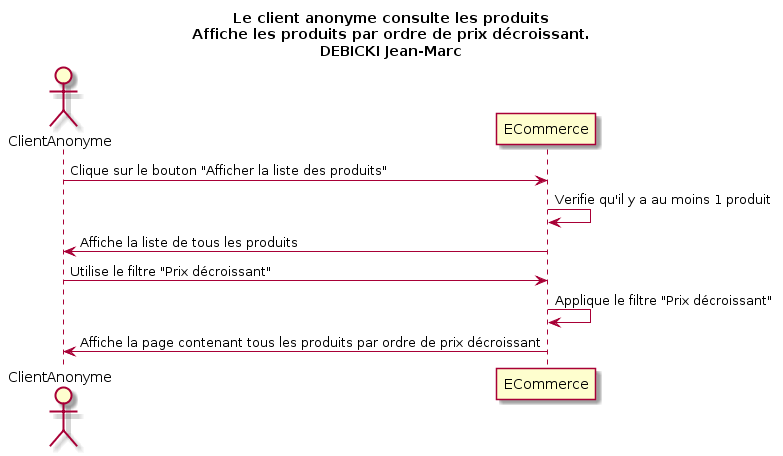 Le client anonyme consulte les produits
Affiche les produits par ordre de prix décroissant.
DEBICKI Jean-Marc
ClientAnonyme
ECommerce
Clique sur le bouton "Afficher la liste des produits"
Verifie qu'il y a au moins 1 produit
Affiche la liste de tous les produits
Utilise le filtre "Prix décroissant"
Applique le filtre "Prix décroissant"
Affiche la page contenant tous les produits par ordre de prix décroissant
ClientAnonyme
ECommerce